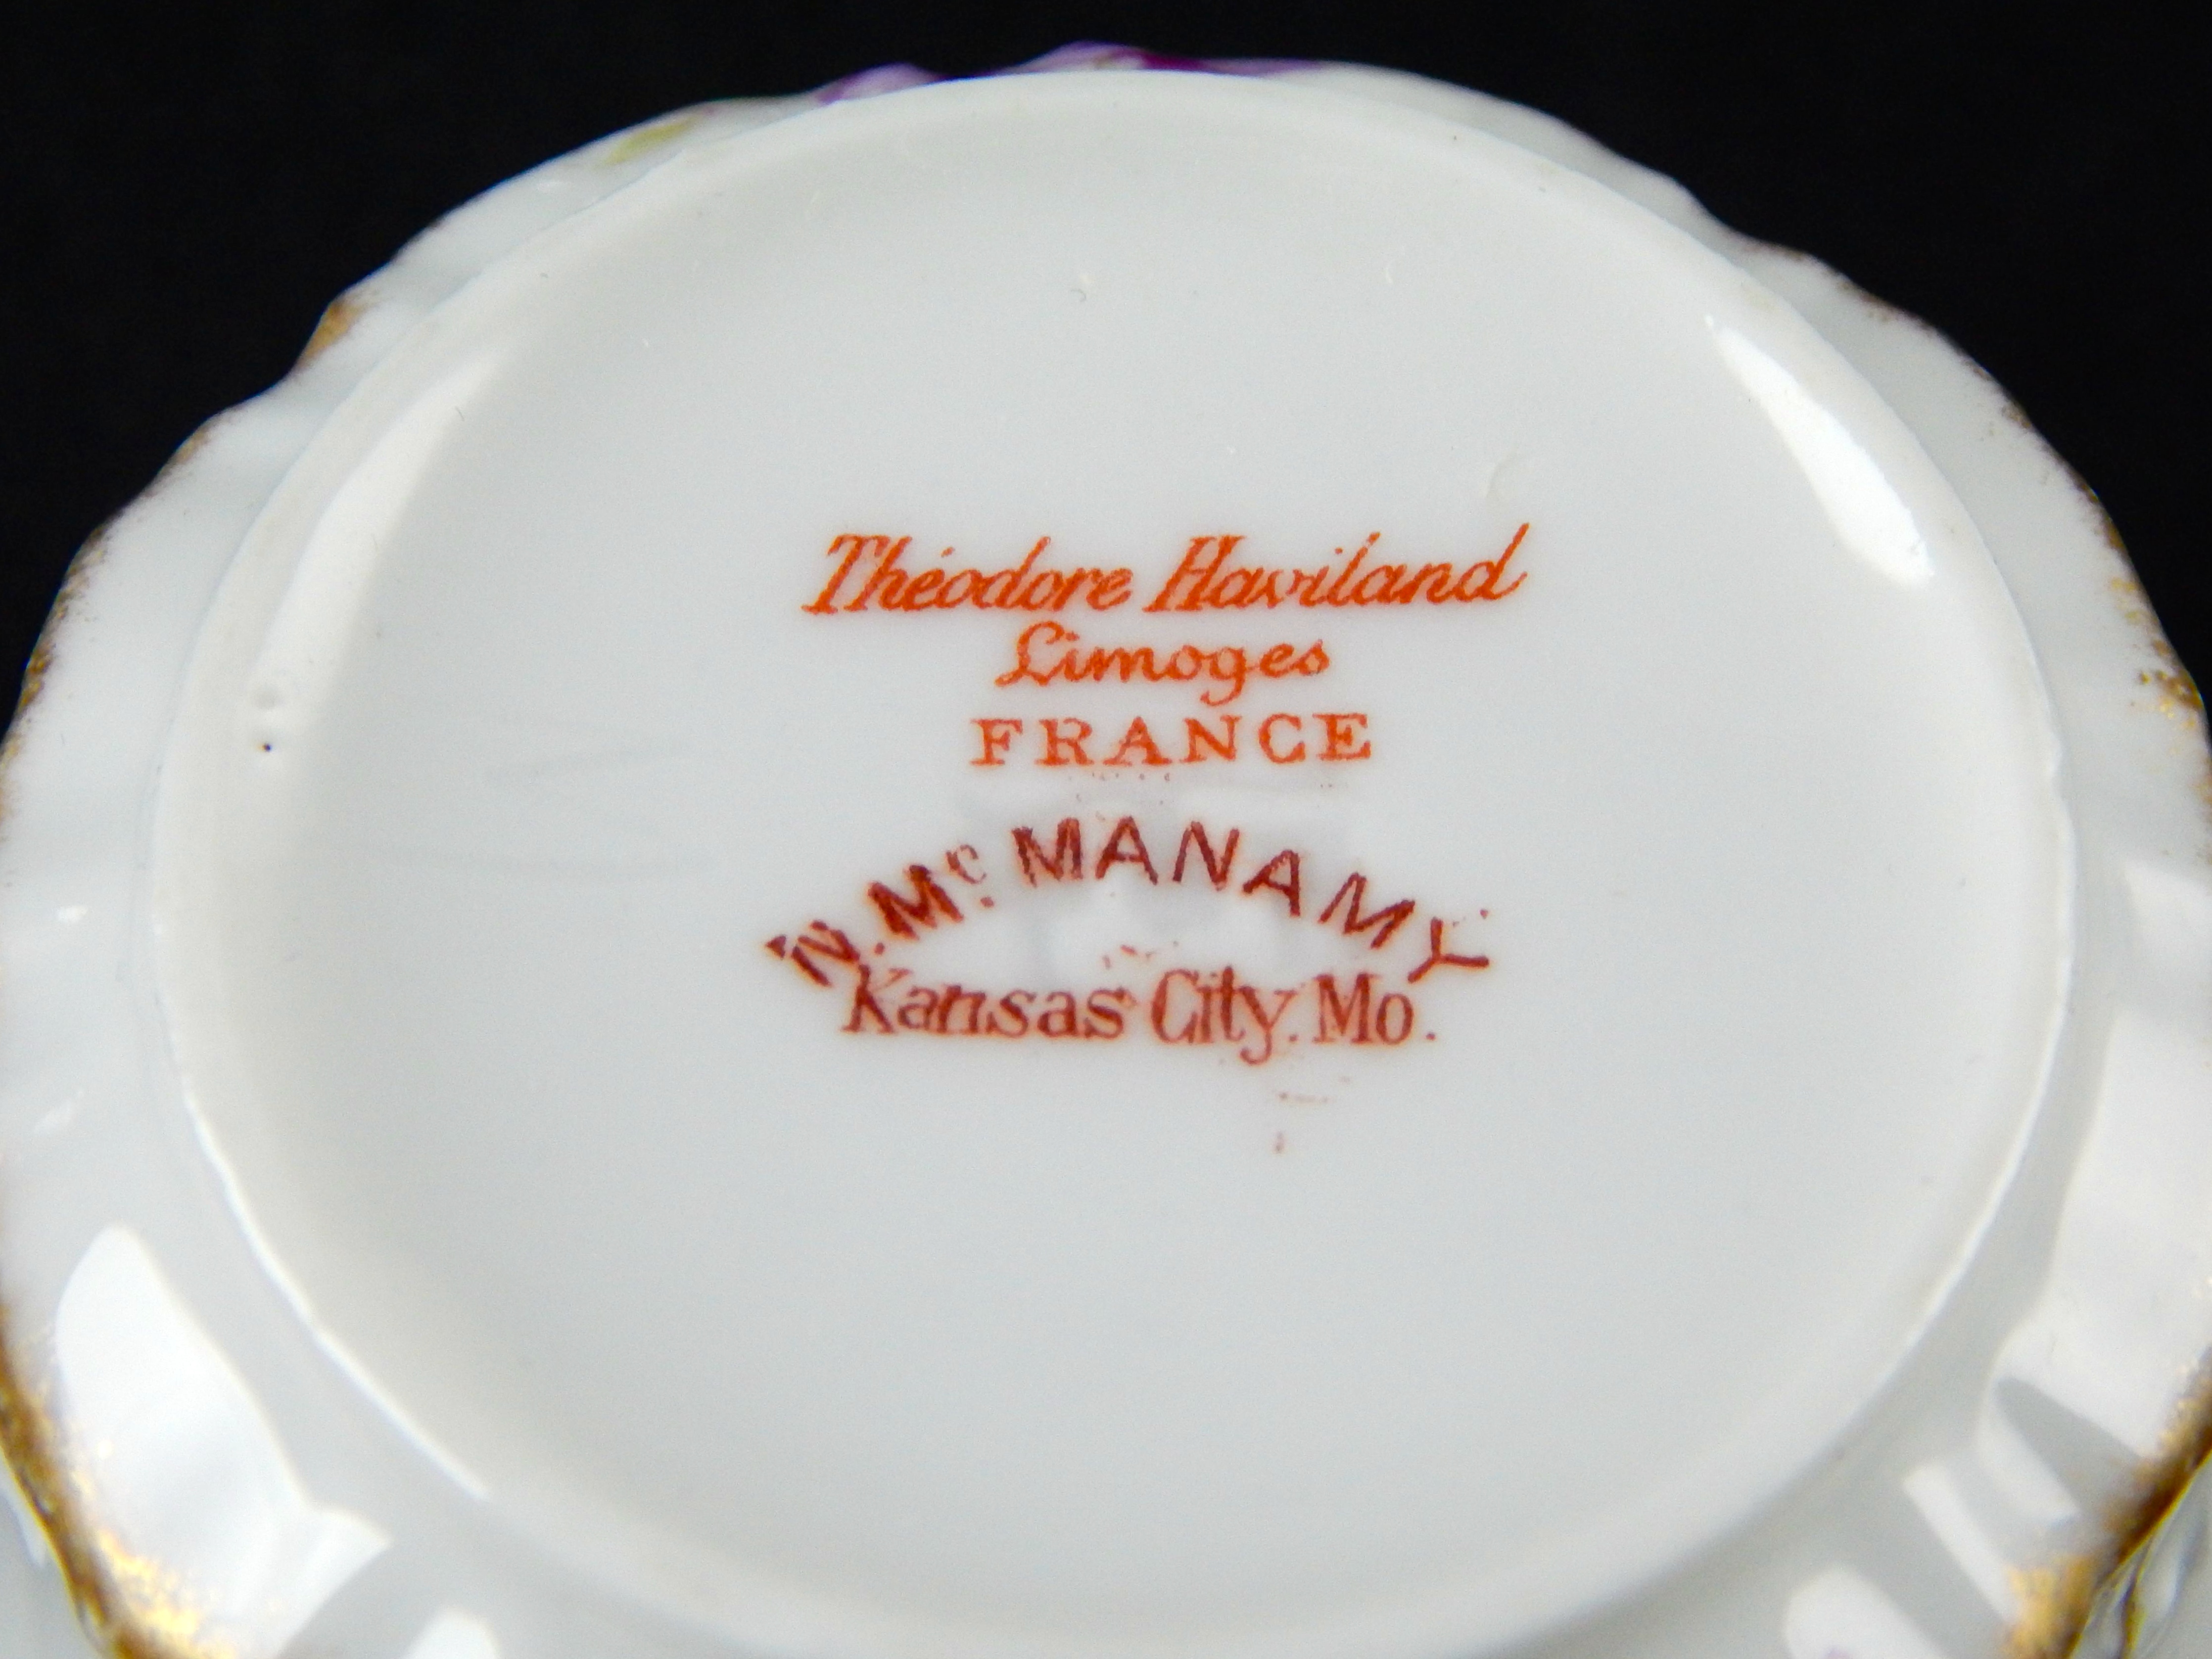 Théodore Haviland
Limoges
FRANCE
N. Mc MANAMY
Kansas City. Mo.